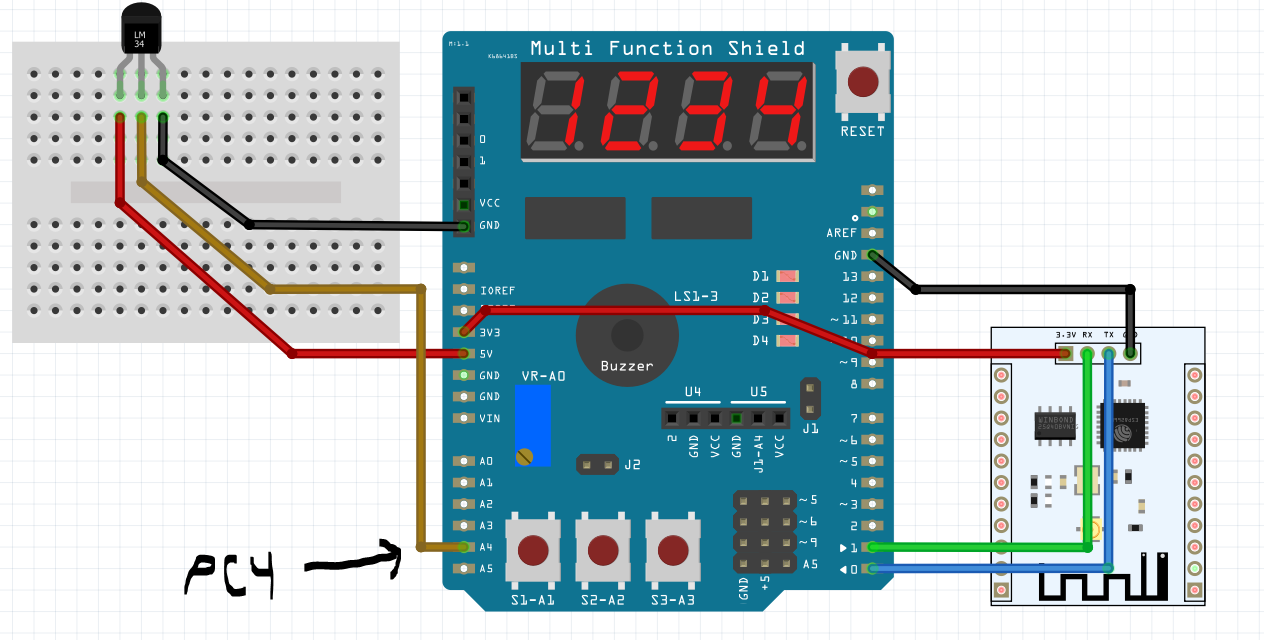 LM
34
M:1.1
Multi Function Shield
1234
RESET
0
1
VCC
GND
IOREF
3V3
5V
GND
GND
VIN
A0
A1
A2
A3
A4
A5
VR-A0
LS1-3
Buzzer
D1
D2
D3
D4
AREF
GND
13
12
~11
~9
8
7
~6
~5
4
~3
2
1
0
U4
U5
2
GND
VCC
GND
J1-A4
VCC
J1
J2
~5
~6
~9
A5
GND
+5
S1-A1
S2-A2
S3-A3
3.3V RX TX
WINBOND
PC4